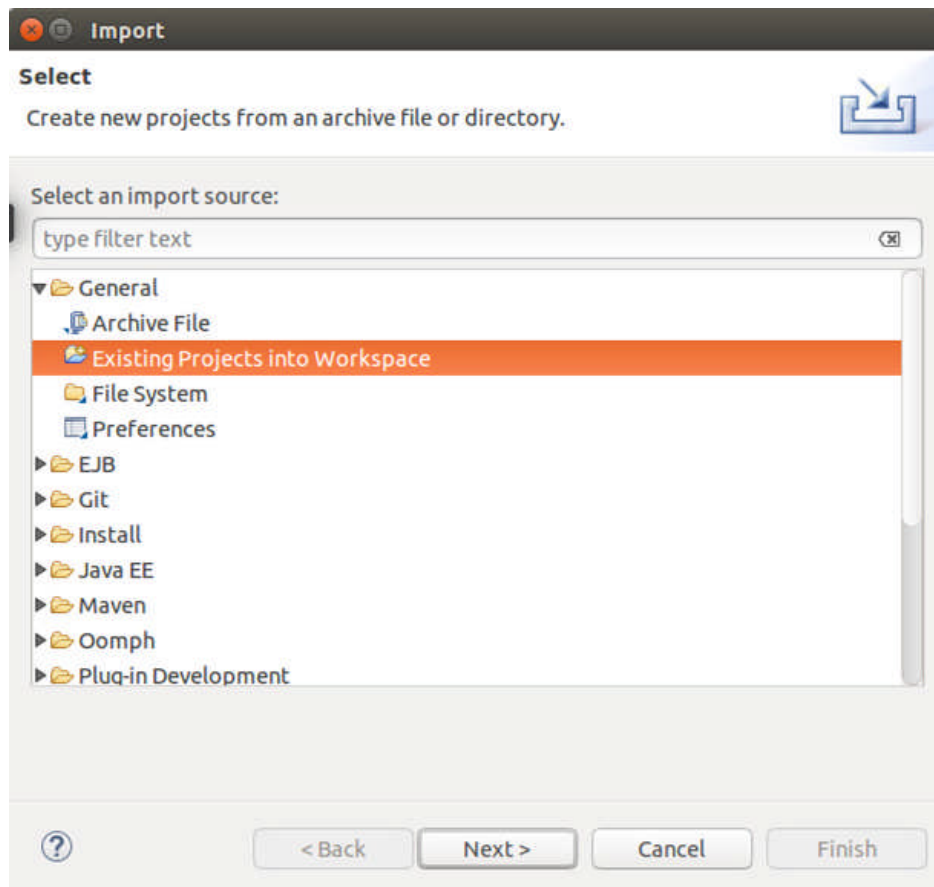 Import
Select
Create new projects from an archive file or directory.
Select an import source:
type filter text
General
Archive File
Existing Projects into Workspace
File System
Preferences
EJB
Git
Install
Java EE
Maven
Oomph
Plug-in Development
?
< Back
Next >
Cancel
Finish